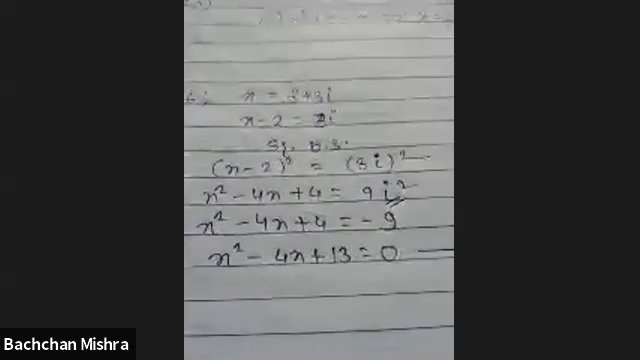 x = 2+3i
x - 2 = 3i
Sq. B.S.
(x - 2)² = (3i)²
x² - 4x + 4 = 9i²
x² - 4x + 4 = - 9
x² - 4x + 13 = 0
Bachchan Mishra